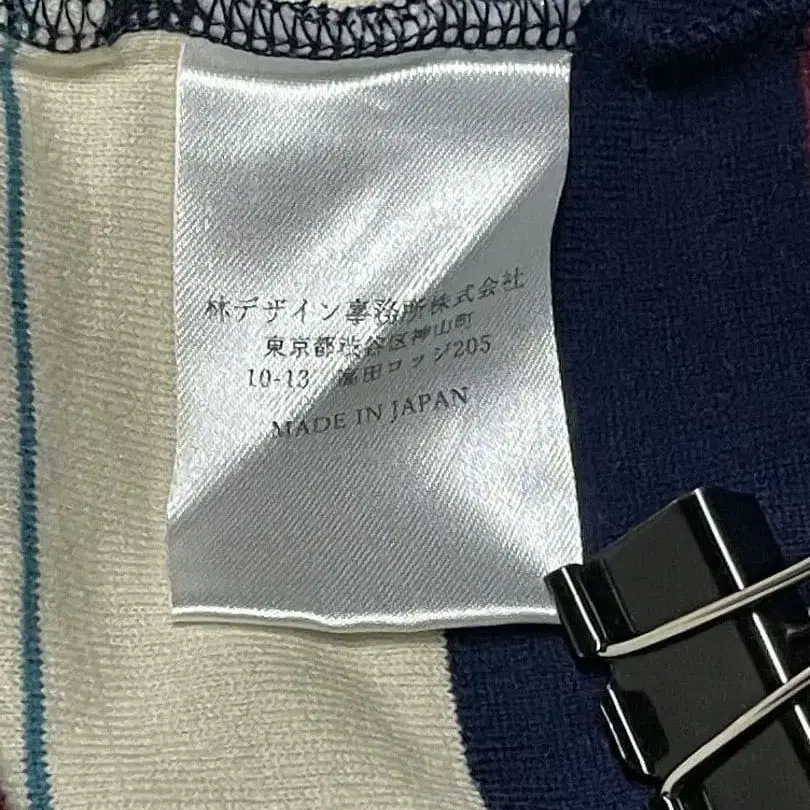 林デザイン事務所株式会社
東京都渋谷区神山町
10-13 高田ロッジ205
MADE IN JAPAN